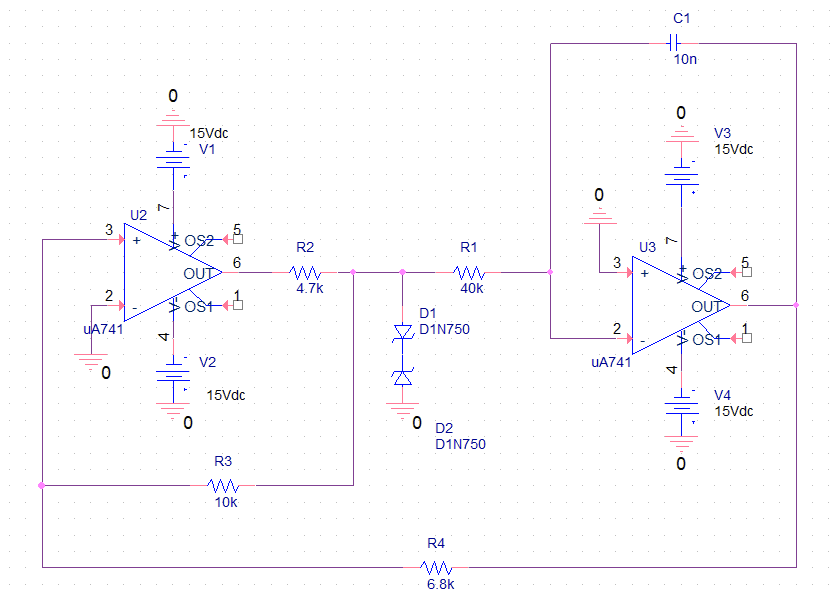 C1
10n
0
15Vdc
V1
0
V3
15Vdc
7
U2
3
+
V+
OS2
5
OUT
6
2
-
V-
OS1
1
uA741
4
0
V2
15Vdc
0
R2
4.7k
R1
40k
D1
D1N750
0
D2
D1N750
0
7
U3
3
+
V+
OS2
5
OUT
6
2
-
V-
OS1
1
uA741
4
V4
15Vdc
0
R3
10k
R4
6.8k